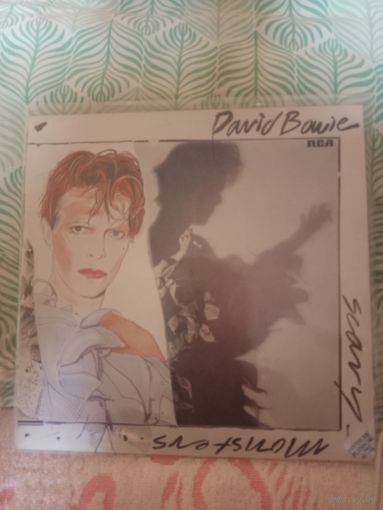 David Bowie
RCA
scary
monsters